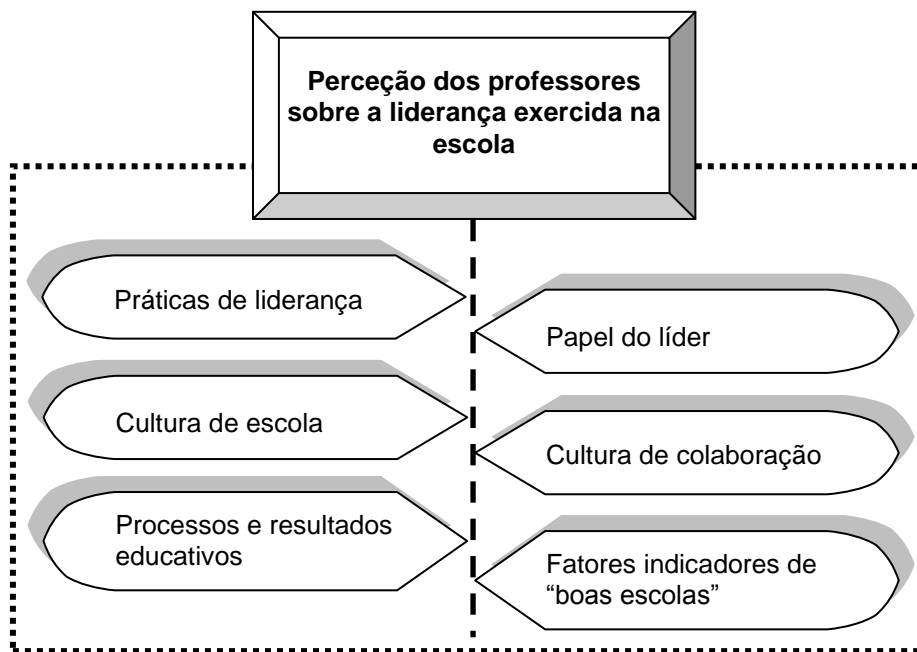 Perceção dos professores
sobre a liderança exercida na
escola
Práticas de liderança
Papel do líder
Cultura de escola
Cultura de colaboração
Processos e resultados
educativos
Fatores indicadores de
“boas escolas”